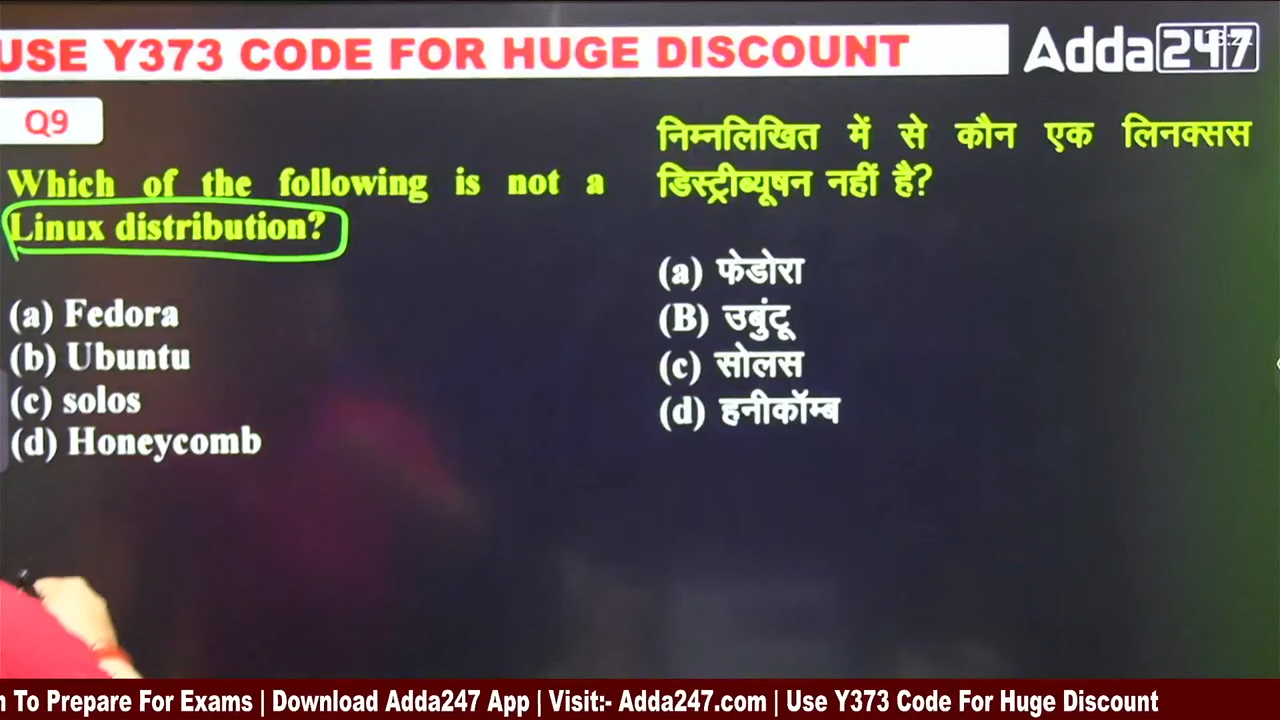 USE Y373 CODE FOR HUGE DISCOUNT
Adda247
Q9
Which of the following is not a
Linux distribution?
(a) Fedora
(b) Ubuntu
(c) solos
(d) Honeycomb
निम्नलिखित में से कौन एक लिनक्सस
डिस्ट्रीब्यूषन नहीं है?
(a) फेडोरा
(B) उबुंटू
(c) सोलस
(d) हनीकॉम्ब
To Prepare For Exams | Download Adda247 App | Visit:- Adda247.com | Use Y373 Code For Huge Discount